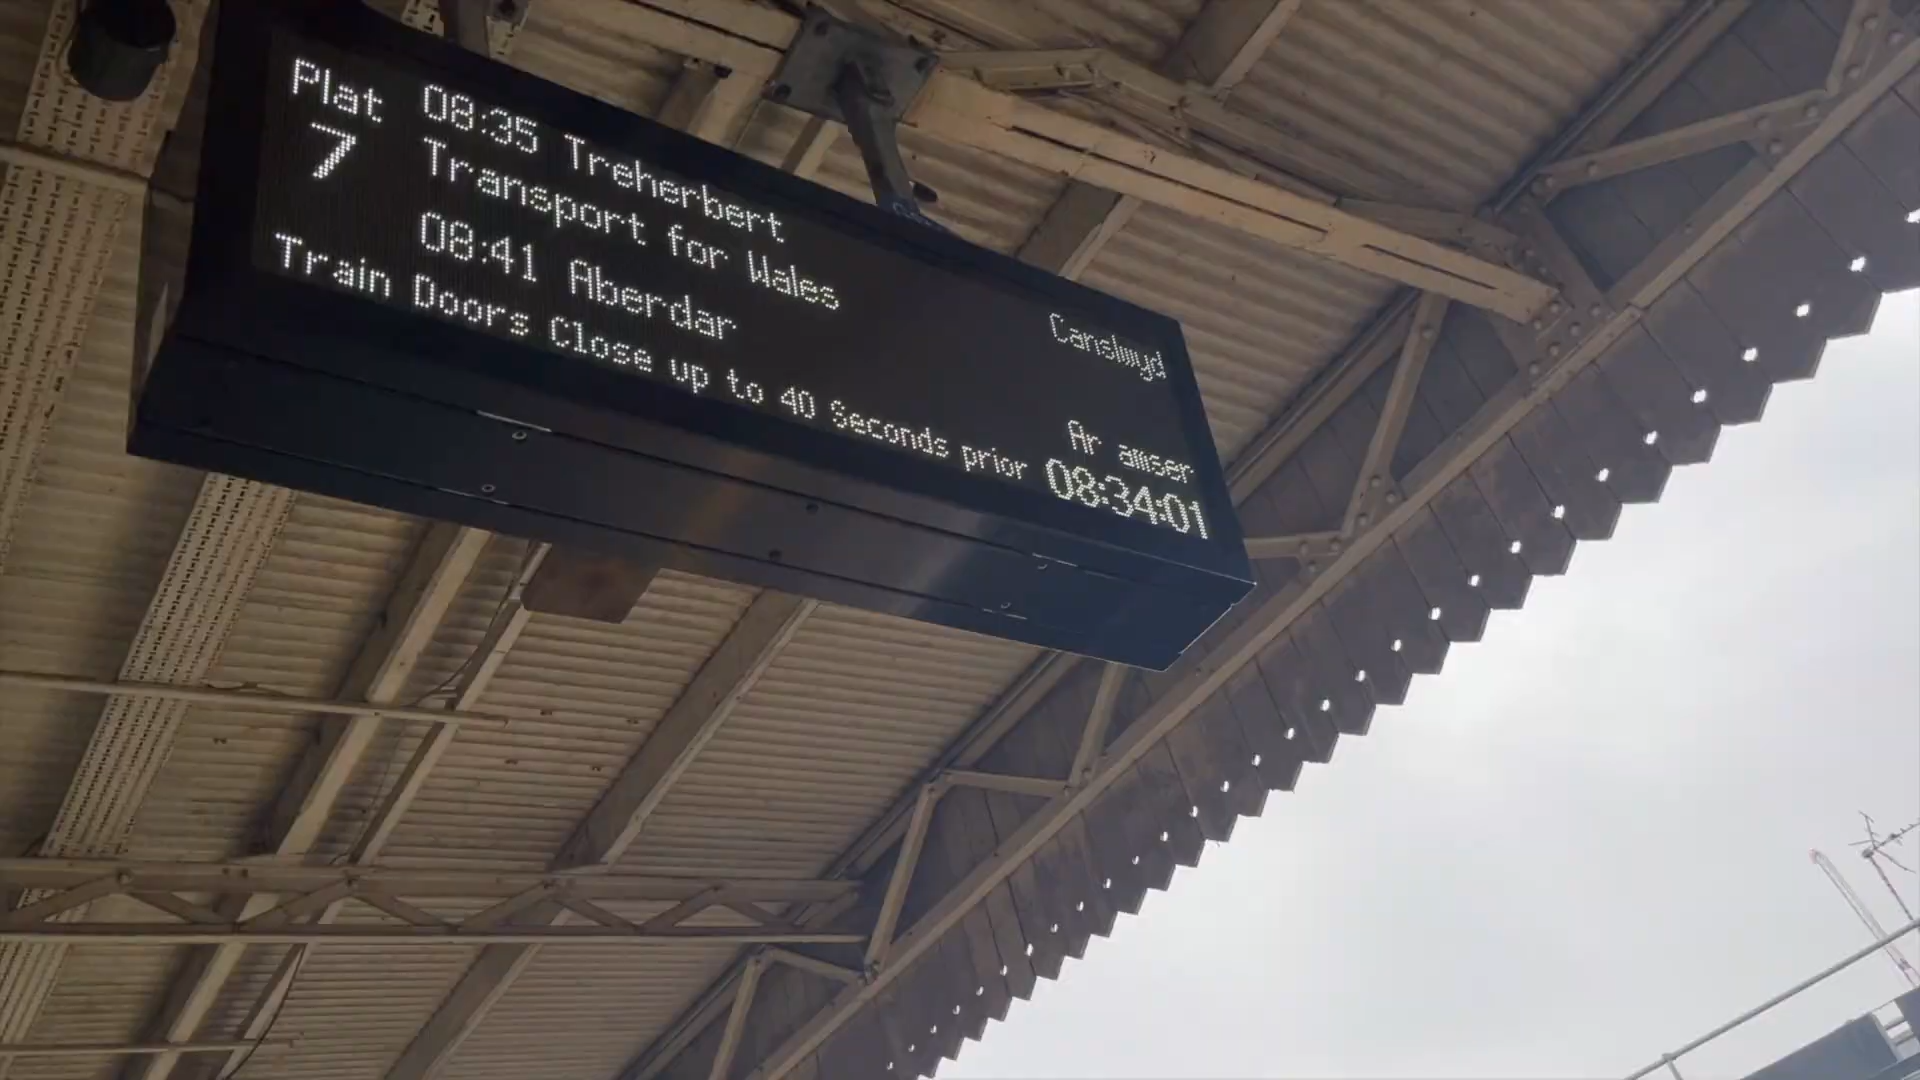 Plat 08:35 Treherbert Canslwyd
7 Transport for Wales
08:41 Aberdar Ar amser
Train Doors Close up to 40 Seconds prior 08:34:01